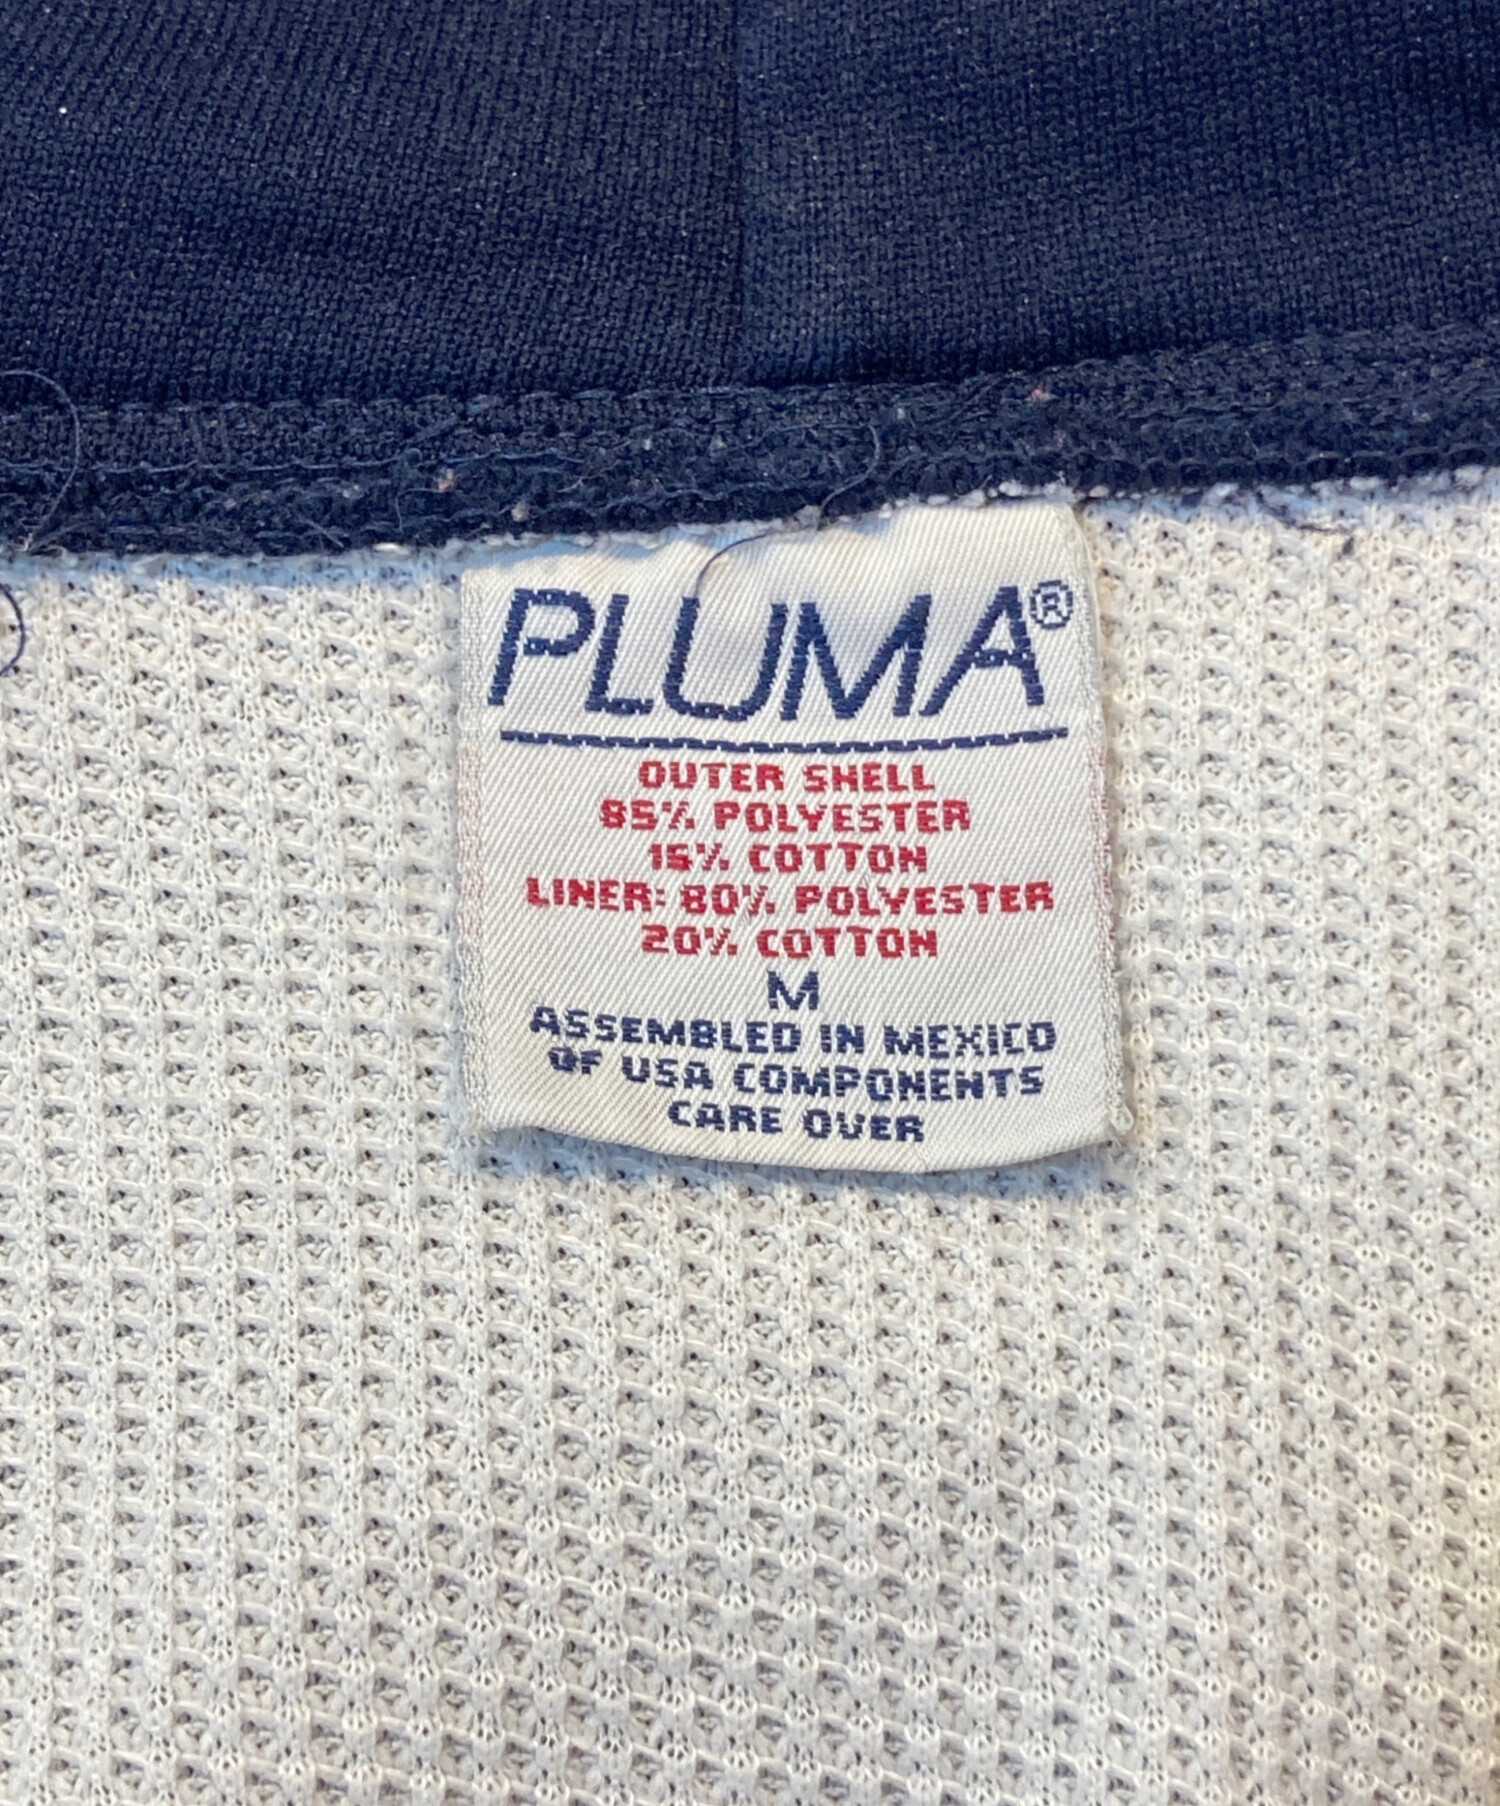 PLUMA®
OUTER SHELL
85% POLYESTER
15% COTTON
LINER: 80% POLYESTER
20% COTTON
M
ASSEMBLED IN MEXICO
OF USA COMPONENTS
CARE OVER